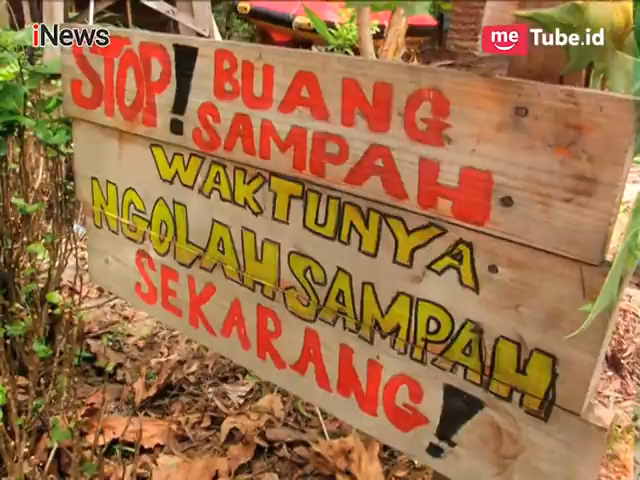 iNews
me Tube.id
STOP! BUANG
SAMPAH
WAKTUNYA
NGOLAH SAMPAH
SEKARANG!